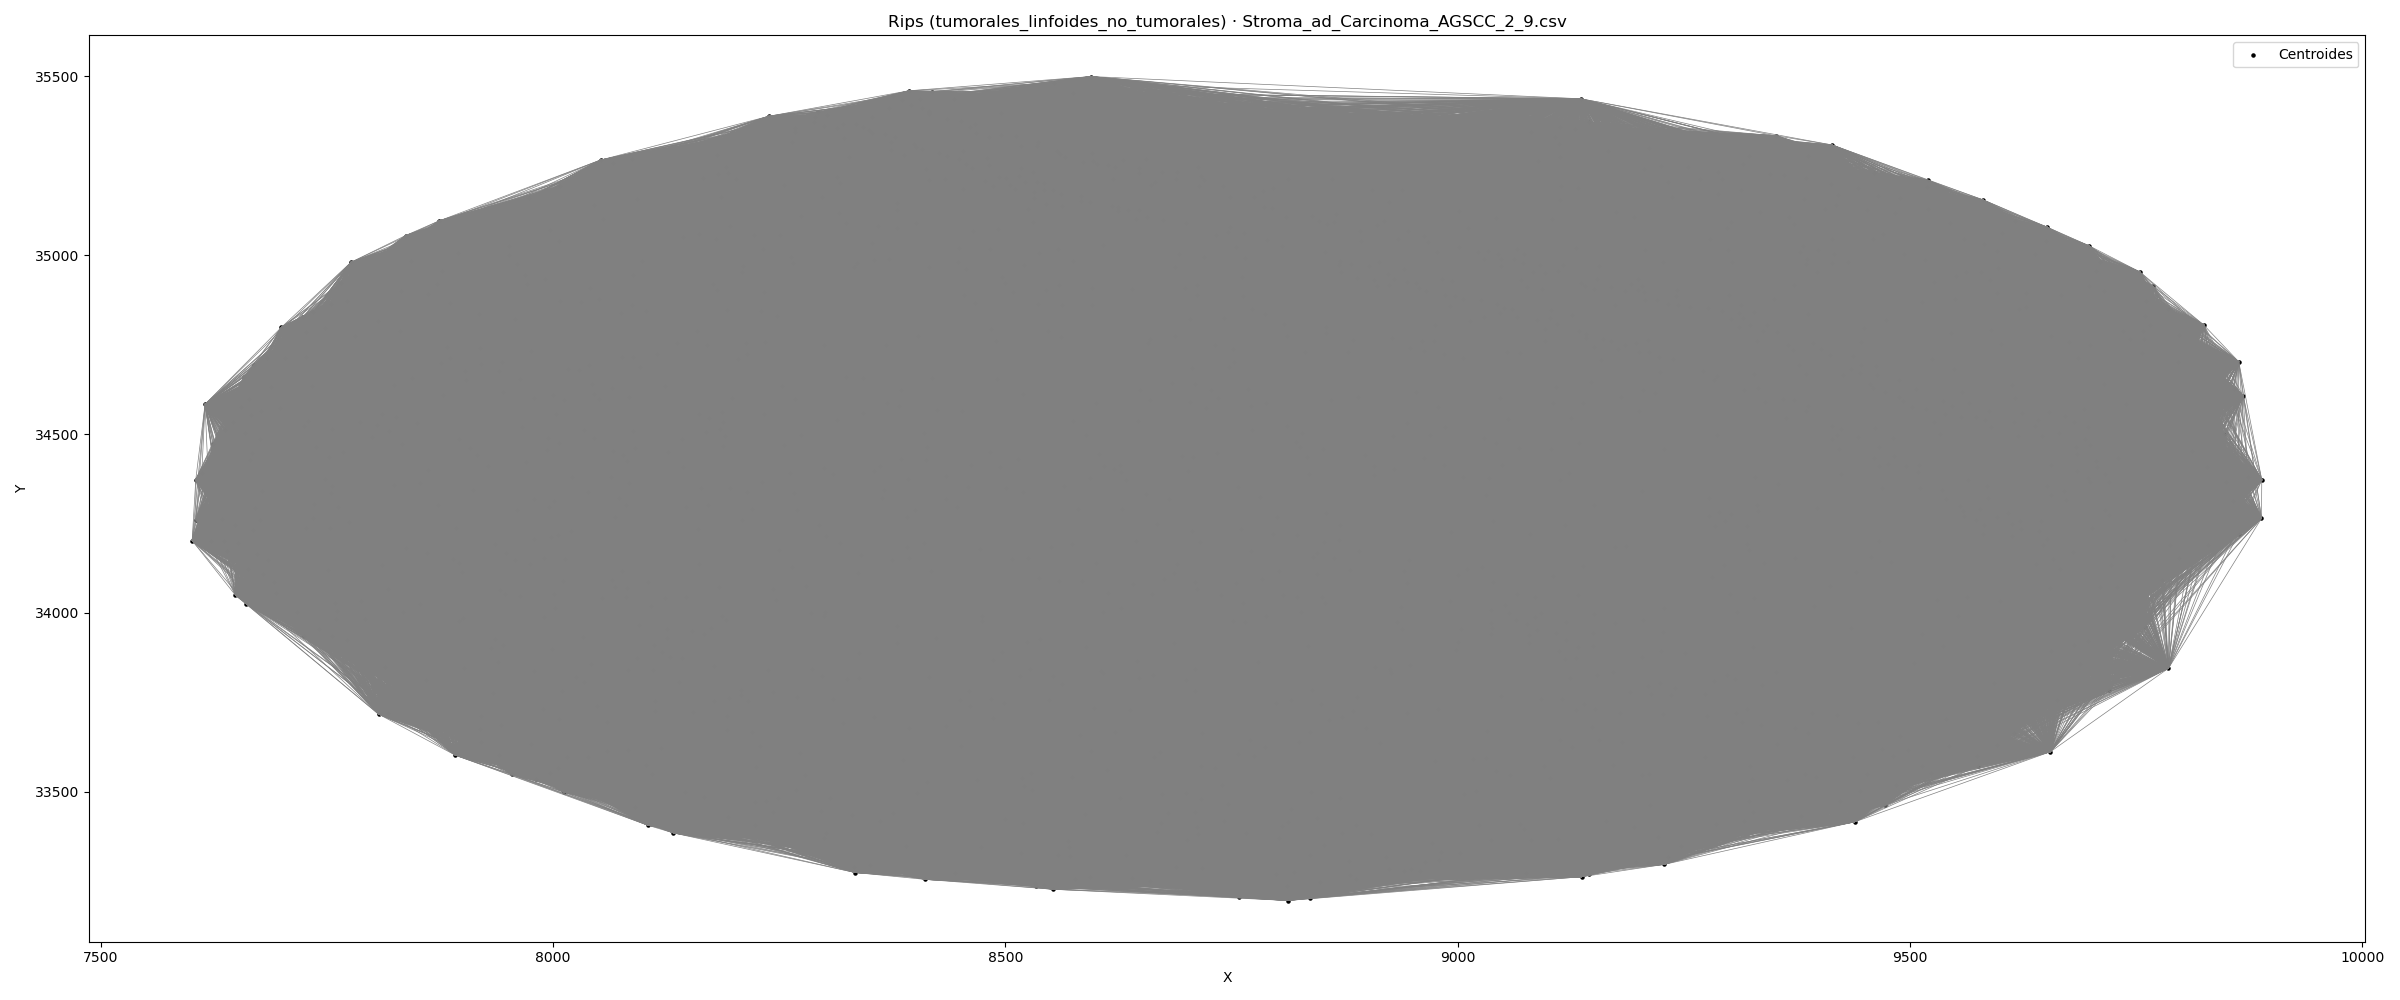 Rips (tumorales_linfoides_no_tumorales) · Stroma_ad_Carcinoma_AGSCC_2_9.csv
Centroides
35500
35000
34500
34000
33500
Y
7500 8000 8500 9000 9500 10000
X